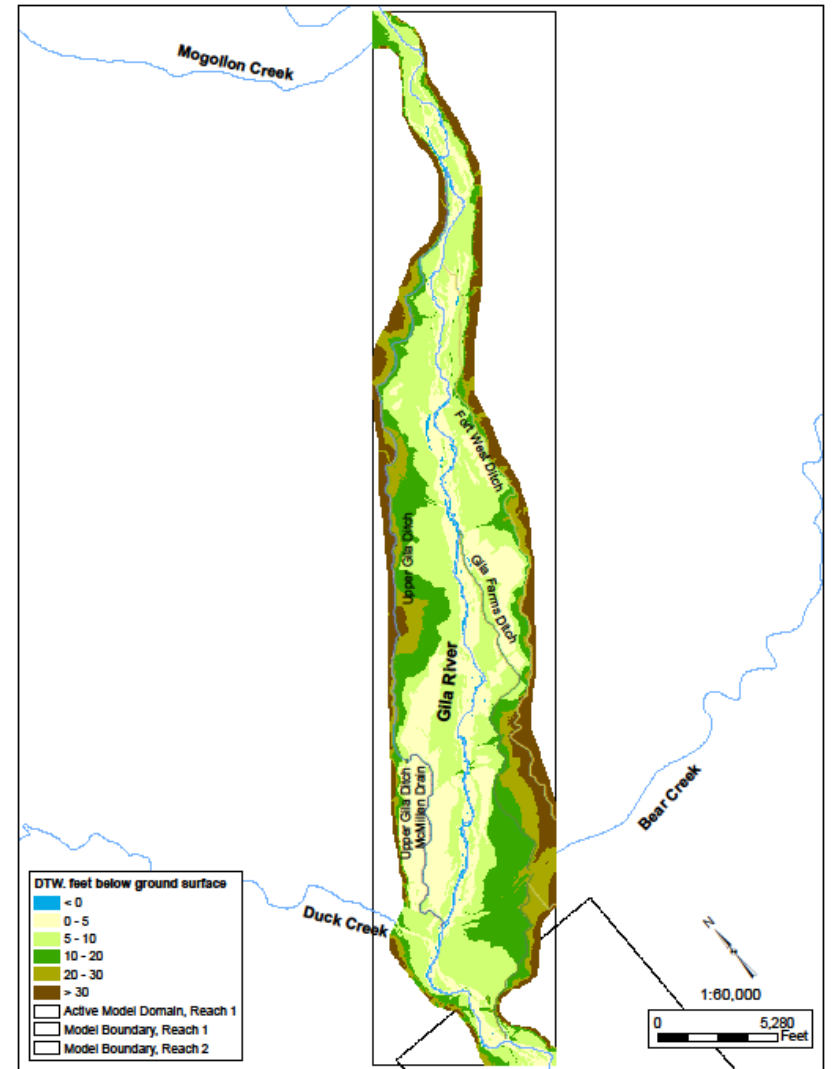 Mogollon Creek
Fort West Ditch
Upper Gila Ditch
Gila Farms Ditch
Gila River
Upper Gila Ditch -
McMillen Drain
Bear Creek
Duck Creek
DTW. feet below ground surface
< 0
0 - 5
5 - 10
10 - 20
20 - 30
> 30
Active Model Domain, Reach 1
Model Boundary, Reach 1
Model Boundary, Reach 2
N
1:60,000
0 5,280
Feet